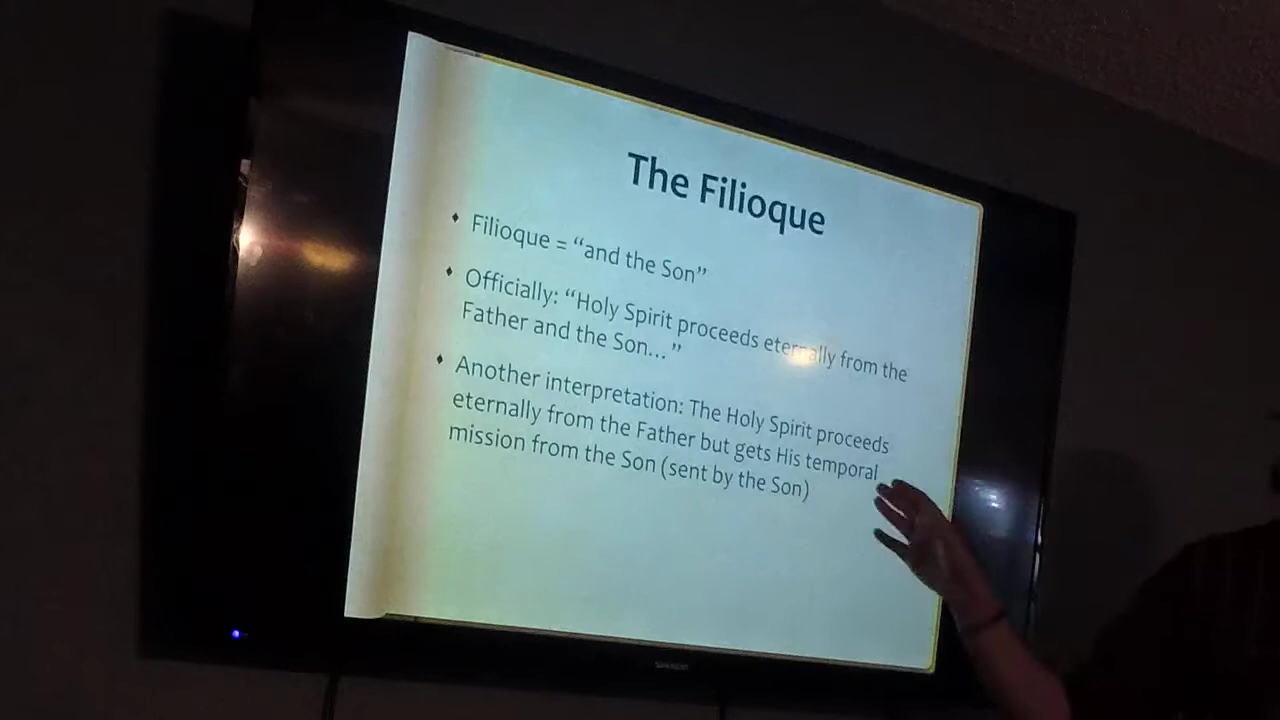 The Filioque
Filioque = “and the Son”
Officially: “Holy Spirit proceeds eternally from the
Father and the Son... ”
Another interpretation: The Holy Spirit proceeds
eternally from the Father but gets His temporal
mission from the Son (sent by the Son)